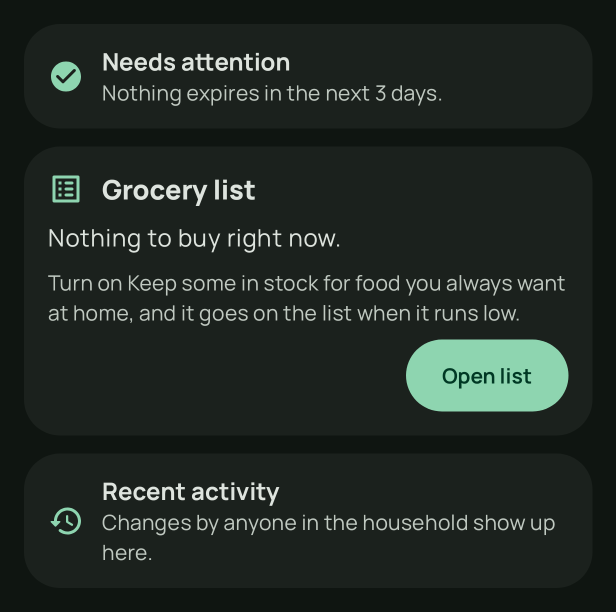 Needs attention
Nothing expires in the next 3 days.
Grocery list
Nothing to buy right now.
Turn on Keep some in stock for food you always want
at home, and it goes on the list when it runs low.
Open list
Recent activity
Changes by anyone in the household show up
here.